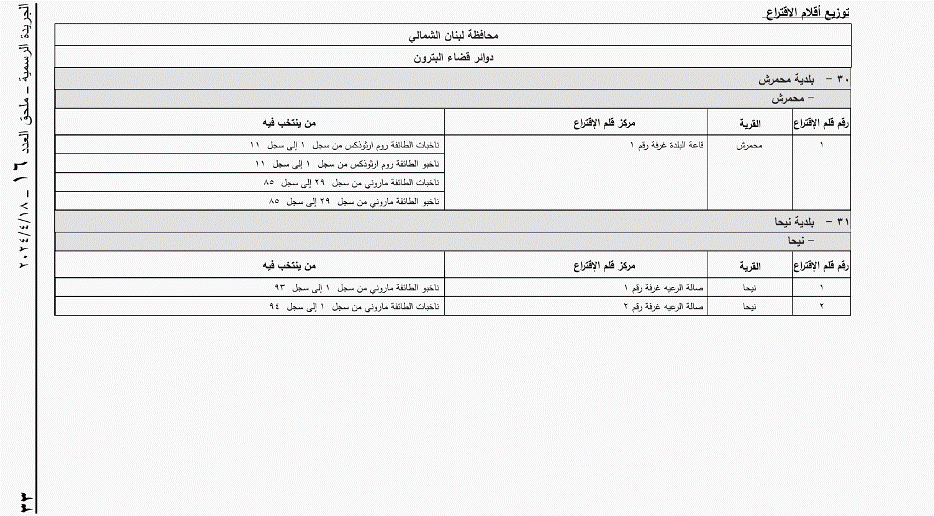 توزيع أقلام الاقتراع
محافظة لبنان الشمالي
دوائر قضاء البترون
٣٠ - بلدية محمرش
- محمرش
رقم قلم الإقتراع القرية مركز قلم الإقتراع من ينتخب فيه
١ محمرش قاعة البلدة غرفة رقم ١ ناخبات الطائفة روم ارثوذكس من سجل ١ إلى سجل ١١
ناخبو الطائفة روم ارثوذكس من سجل ١ إلى سجل ١١
ناخبات الطائفة ماروني من سجل ٢٩ إلى سجل ٨٥
ناخبو الطائفة ماروني من سجل ٢٩ إلى سجل ٨٥
٣١ - بلدية نيحا
- نيحا
رقم قلم الإقتراع القرية مركز قلم الإقتراع من ينتخب فيه
١ نيحا صالة الرعيه غرفة رقم ١ ناخبو الطائفة ماروني من سجل ١ إلى سجل ٩٣
٢ نيحا صالة الرعيه غرفة رقم ٢ ناخبات الطائفة ماروني من سجل ١ إلى سجل ٩٤
الجريدة الرسمية - ملحق العدد ١٦ - ٢٠٢٤/٤/١٨
٣٣